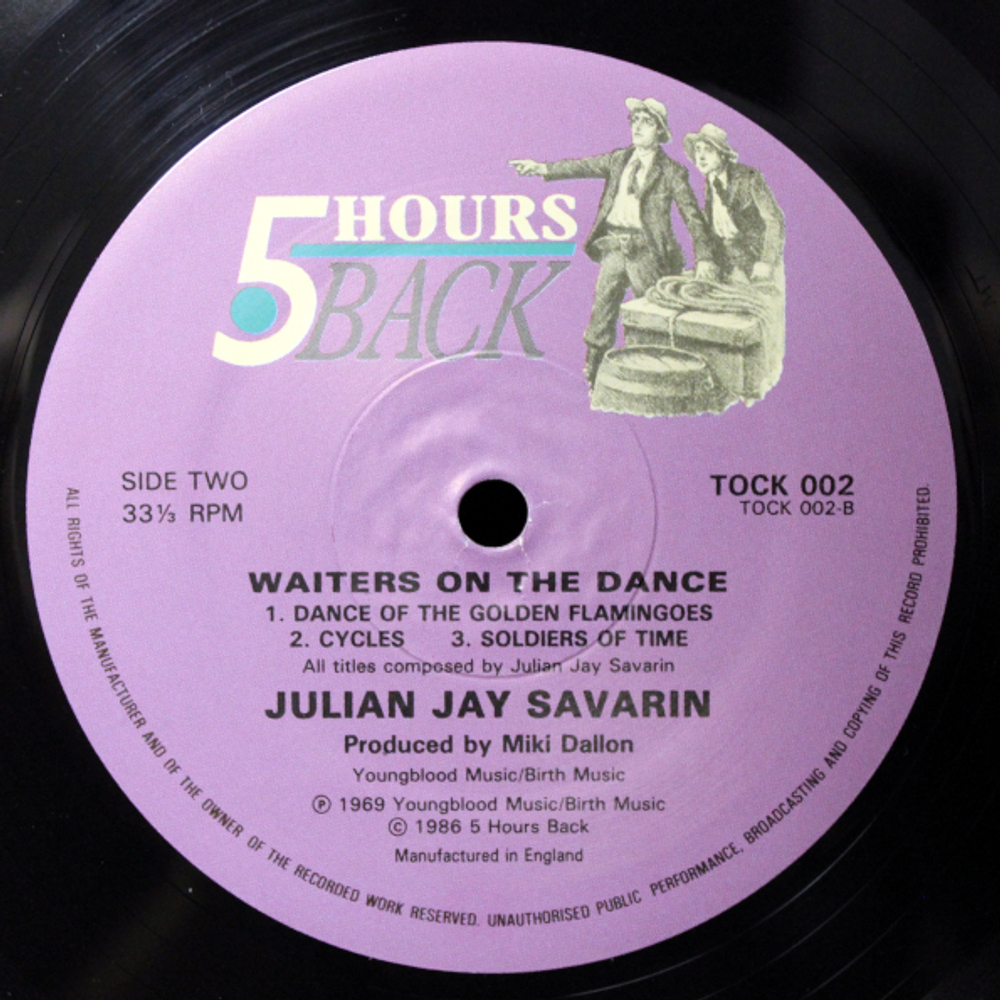 5 HOURS
BACK
SIDE TWO
33⅓ RPM
TOCK 002
TOCK 002-B
WAITERS ON THE DANCE
1. DANCE OF THE GOLDEN FLAMINGOES
2. CYCLES 3. SOLDIERS OF TIME
All titles composed by Julian Jay Savarin
JULIAN JAY SAVARIN
Produced by Miki Dallon
Youngblood Music/Birth Music
Ⓟ 1969 Youngblood Music/Birth Music
© 1986 5 Hours Back
Manufactured in England
ALL RIGHTS OF THE MANUFACTURER AND OF THE OWNER OF THE RECORDED WORK RESERVED. UNAUTHORISED PUBLIC PERFORMANCE, BROADCASTING AND COPYING OF THIS RECORD PROHIBITED.